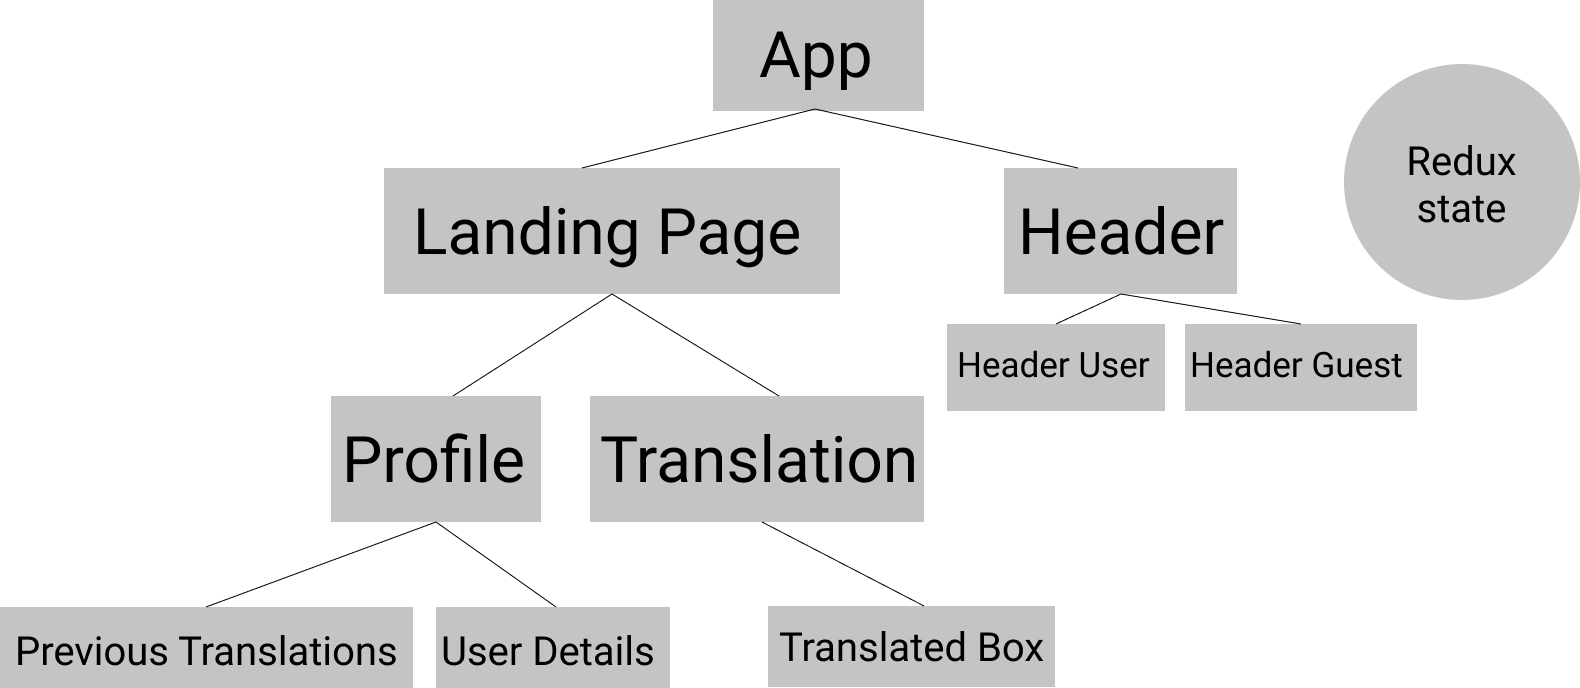 App
Redux
state
Landing Page
Header
Header User
Header Guest
Profile
Translation
Previous Translations
User Details
Translated Box